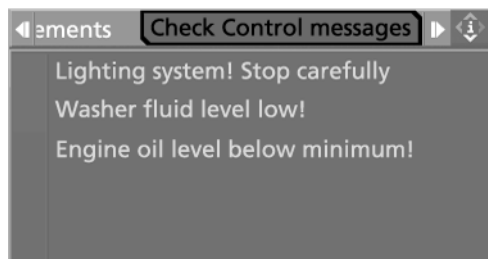 ements Check Control messages
Lighting system! Stop carefully
Washer fluid level low!
Engine oil level below minimum!